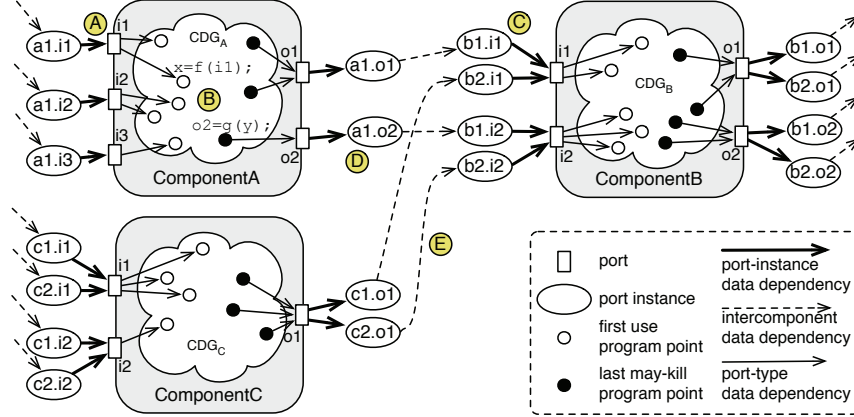 A
i1
a1.i1
CDG_A
o1
x=f(i1);
a1.o1
i2
a1.i2
B
o2=g(y);
a1.o2
i3
o2
a1.i3
D
ComponentA
C
b1.i1
i1
b2.i1
CDG_B
o1
b1.o1
b2.o1
b1.i2
b1.o2
i2
o2
b2.i2
b2.o2
ComponentB
E
c1.i1
i1
c2.i1
c1.o1
c1.i2
CDG_C
o1
c2.o1
i2
c2.i2
ComponentC
port
port-instance
data dependency
port instance
intercomponent
data dependency
first use
program point
port-type
data dependency
last may-kill
program point